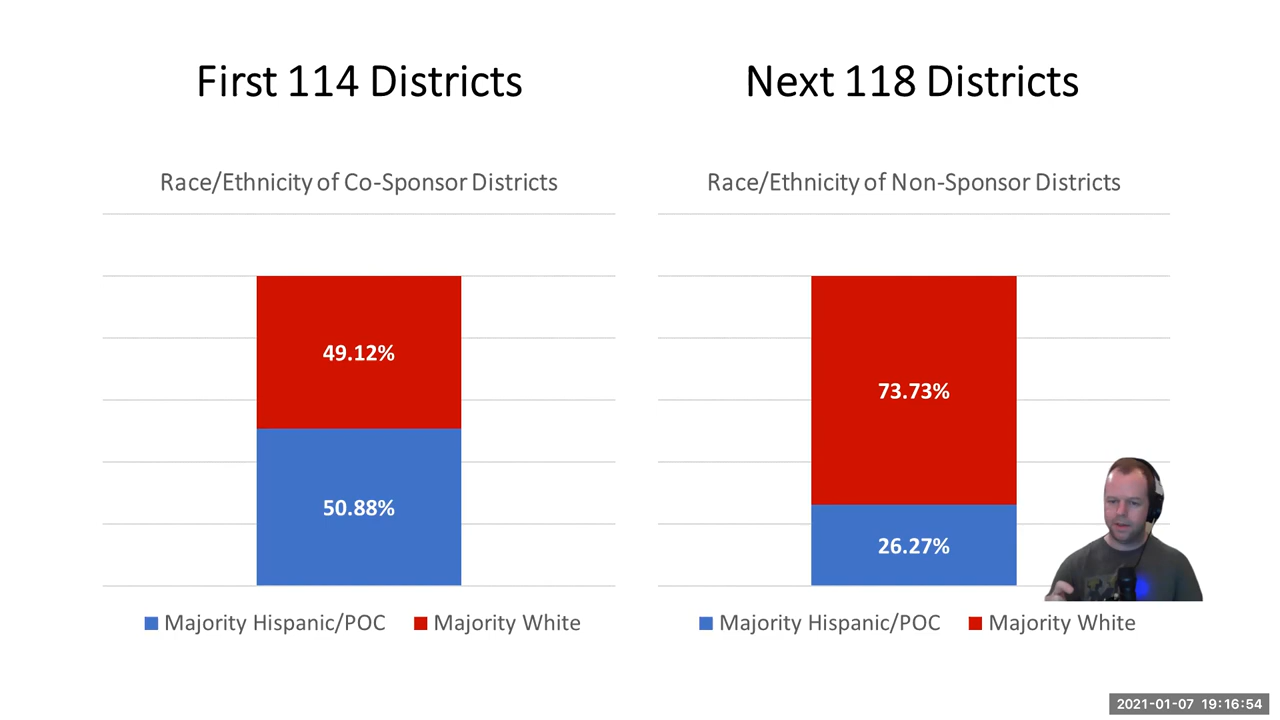 First 114 Districts
Race/Ethnicity of Co-Sponsor Districts
49.12%
50.88%
Majority Hispanic/POC
Majority White
Next 118 Districts
Race/Ethnicity of Non-Sponsor Districts
73.73%
26.27%
Majority Hispanic/POC
Majority White
2021-01-07 19:16:54